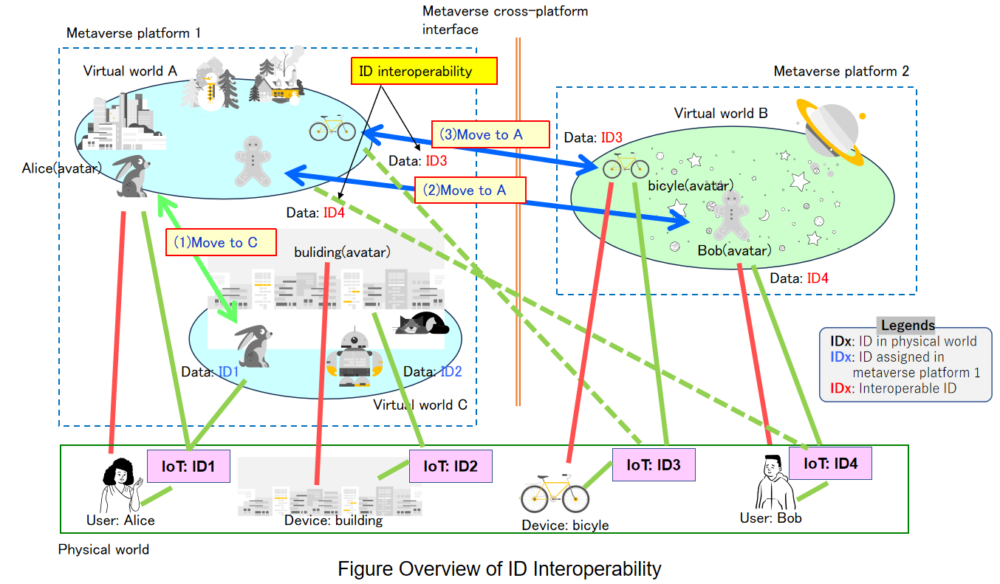 Metaverse cross-platform
interface
Metaverse platform 1
Virtual world A
ID interoperability
Metaverse platform 2
Virtual world B
(3)Move to A
Data: ID3
Data: ID3
Alice(avatar)
(2)Move to A
bicycle(avatar)
Data: ID4
(1)Move to C
buliding(avatar)
Bob(avatar)
Data: ID4
Legends
IDx: ID in physical world
IDx: ID assigned in
metaverse platform 1
IDx: Interoperable ID
Data: ID1
Data: ID2
Virtual world C
IoT: ID1
IoT: ID2
IoT: ID3
IoT: ID4
User: Alice
Device: building
Device: bicyle
User: Bob
Physical world
Figure Overview of ID Interoperability